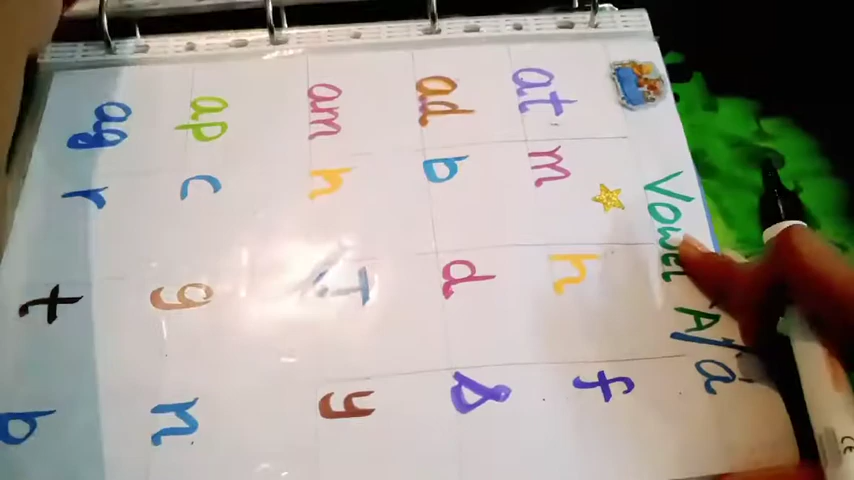 Vowel A/a
at m h f
ad b d s
am h y
ap c g n
ag r t b